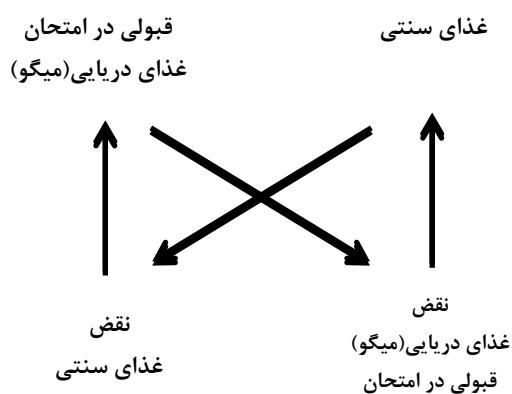 غذای سنتی
قبولی در امتحان
غذای دریایی(میگو)
نقض
غذای دریایی(میگو)
قبولی در امتحان
نقض
غذای سنتی